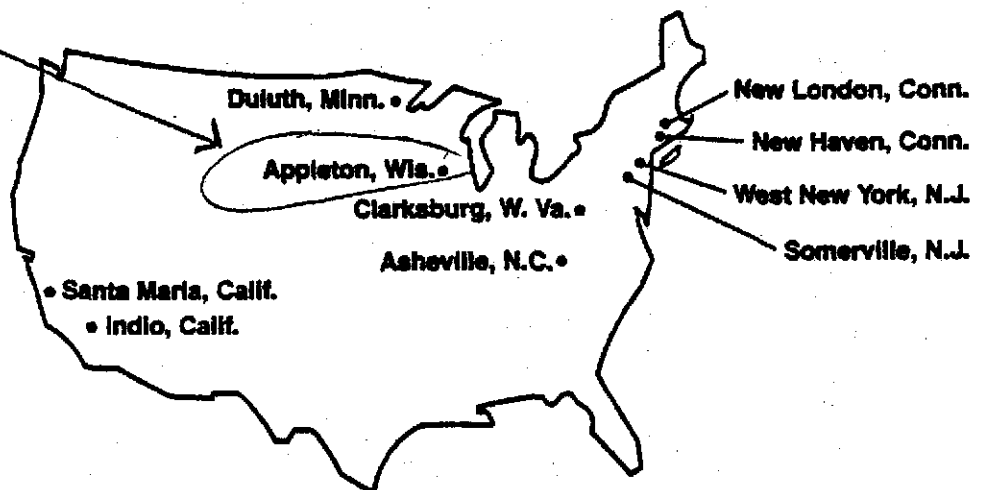 Duluth, Minn.
New London, Conn.
New Haven, Conn.
Appleton, Wis.
West New York, N.J.
Clarksburg, W. Va.
Somerville, N.J.
Asheville, N.C.
Santa Maria, Calif.
Indio, Calif.